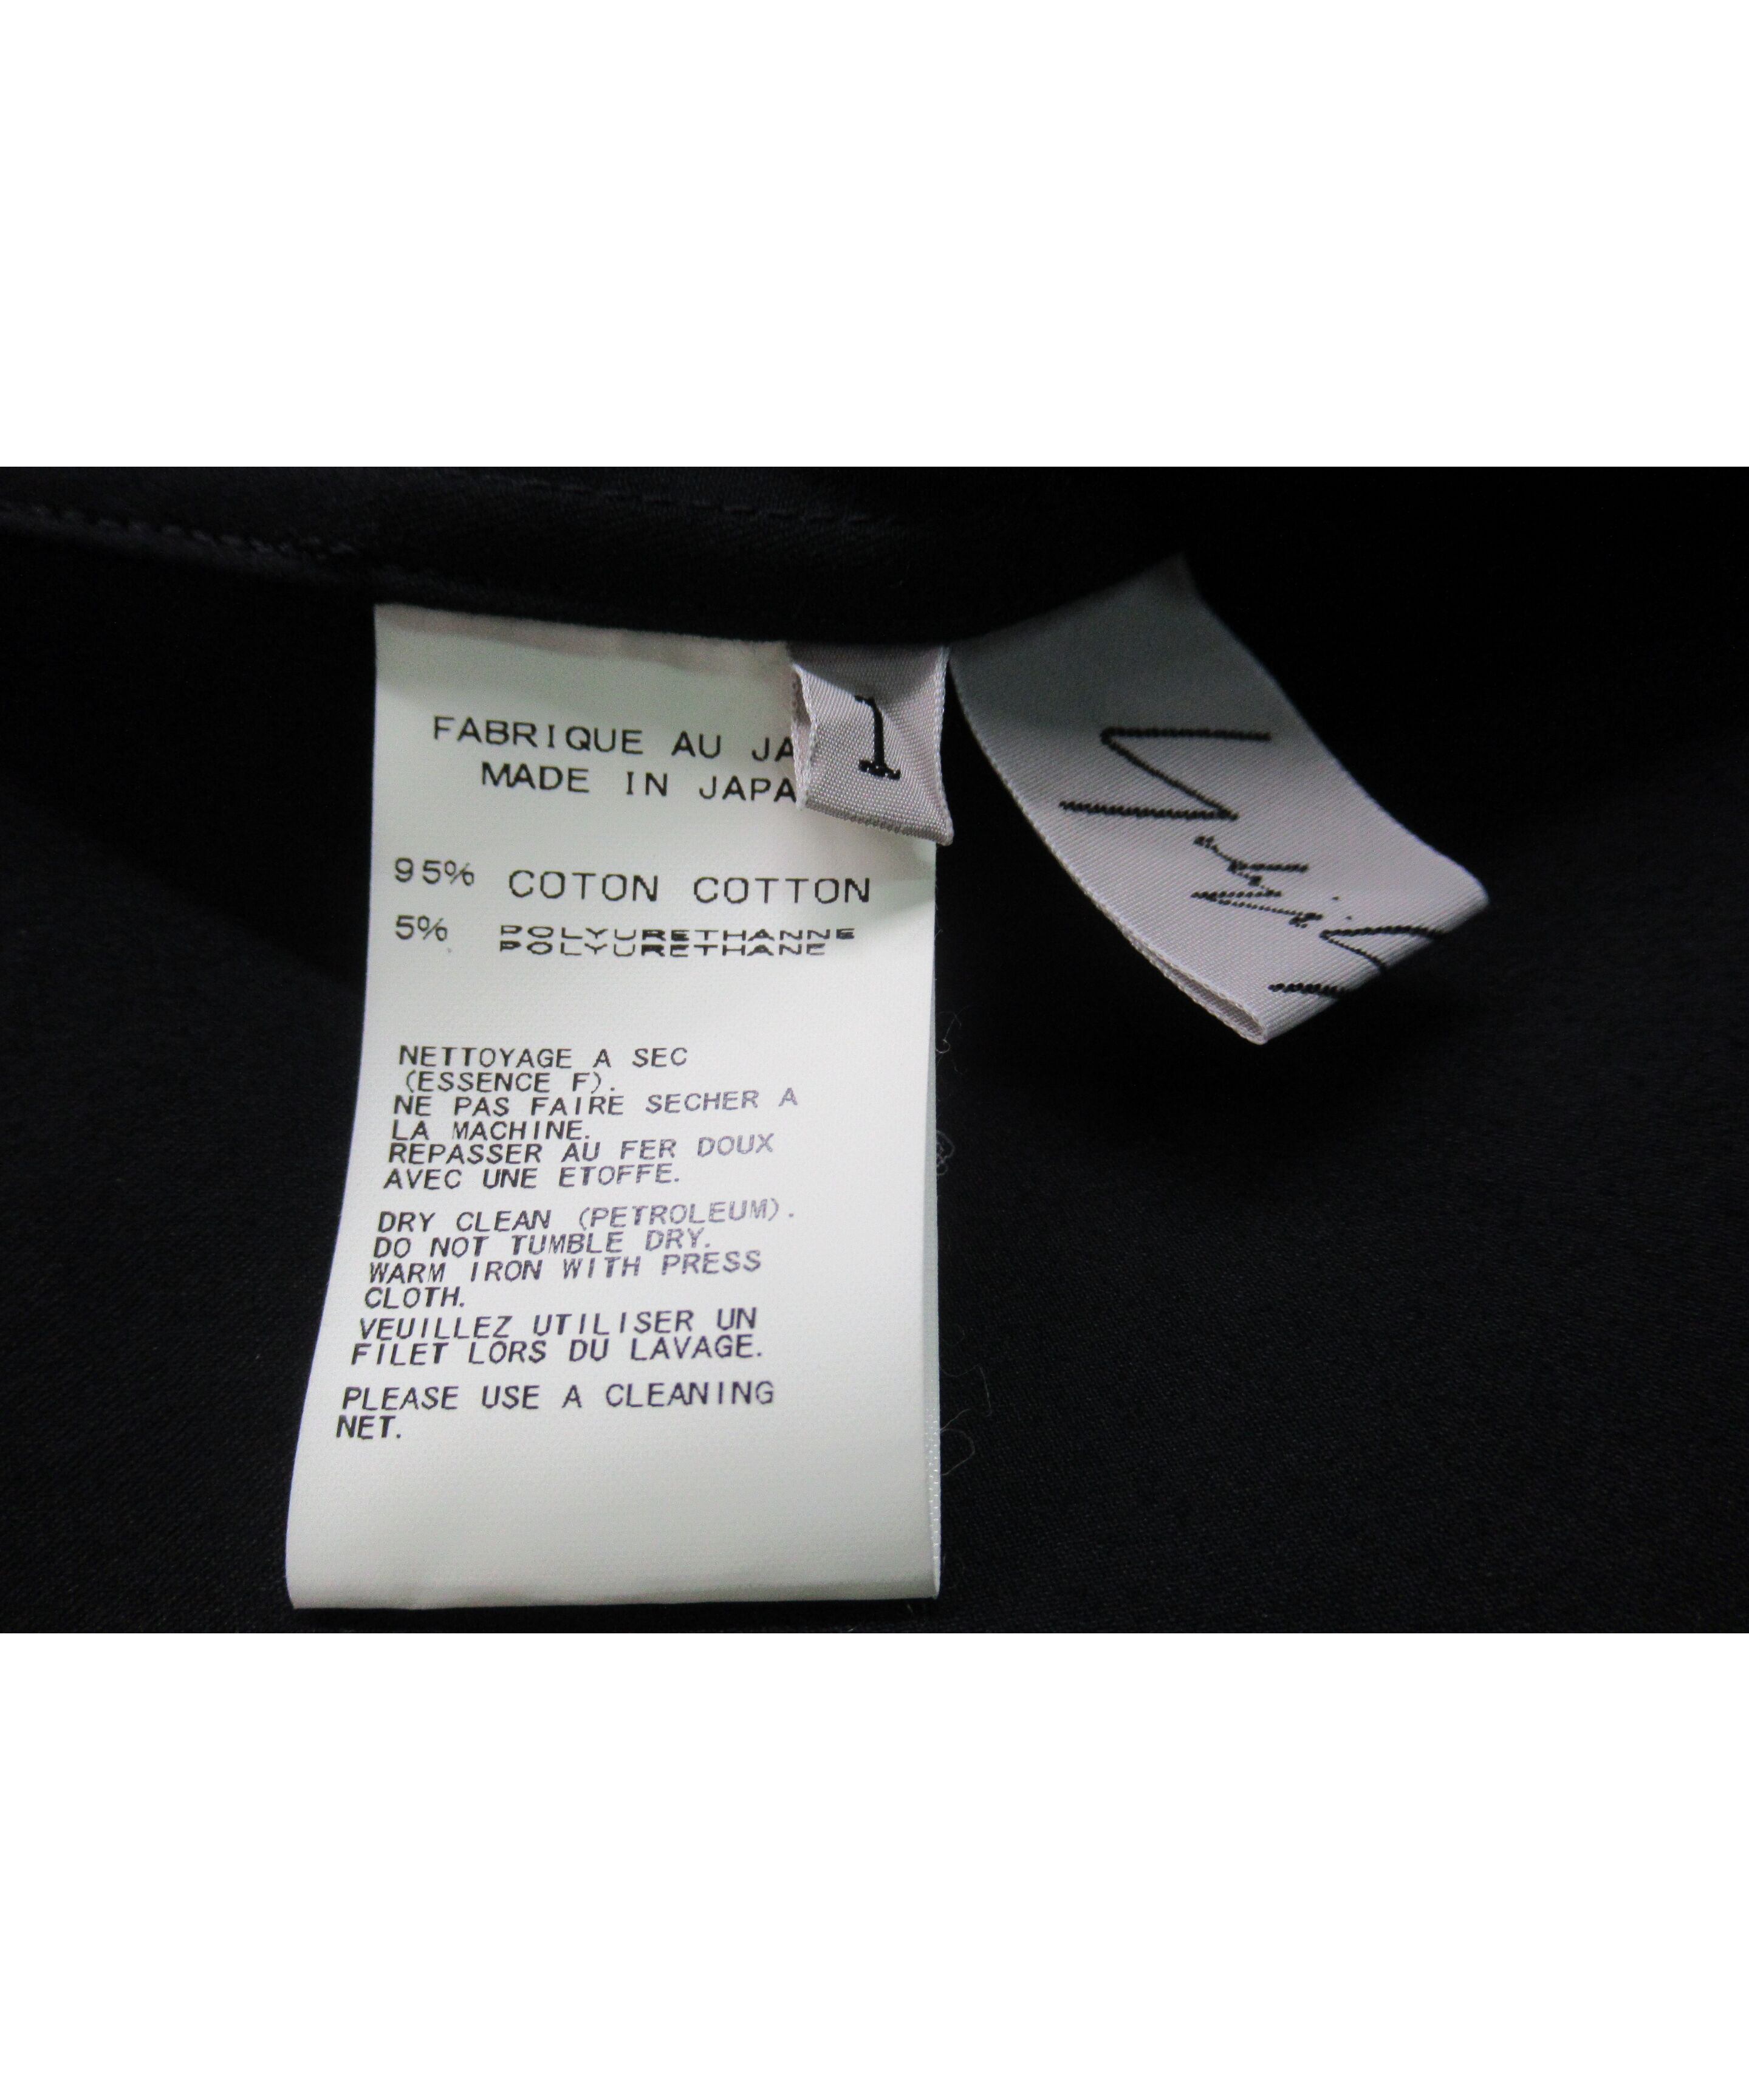 FABRIQUE AU JA
MADE IN JAPA
1
95% COTON COTTON
5% POLYURETHANNE
POLYURETHANE
NETTOYAGE A SEC
(ESSENCE F).
NE PAS FAIRE SECHER A
LA MACHINE.
REPASSER AU FER DOUX
AVEC UNE ETOFFE.
DRY CLEAN (PETROLEUM).
DO NOT TUMBLE DRY.
WARM IRON WITH PRESS
CLOTH.
VEUILLEZ UTILISER UN
FILET LORS DU LAVAGE.
PLEASE USE A CLEANING
NET.